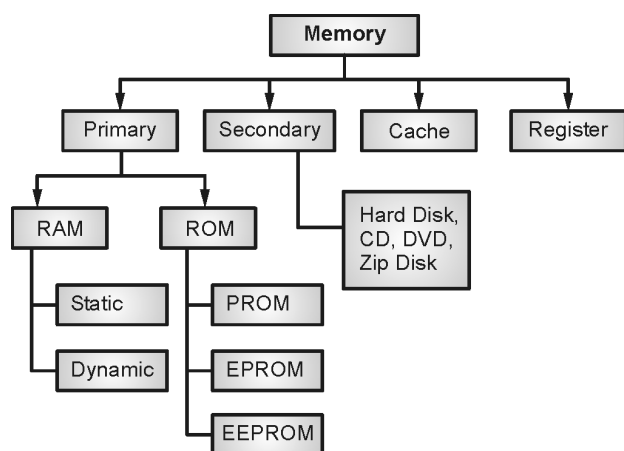 Memory
Primary
Secondary
Cache
Register
RAM
ROM
Hard Disk,
CD, DVD,
Zip Disk
Static
PROM
Dynamic
EPROM
EEPROM